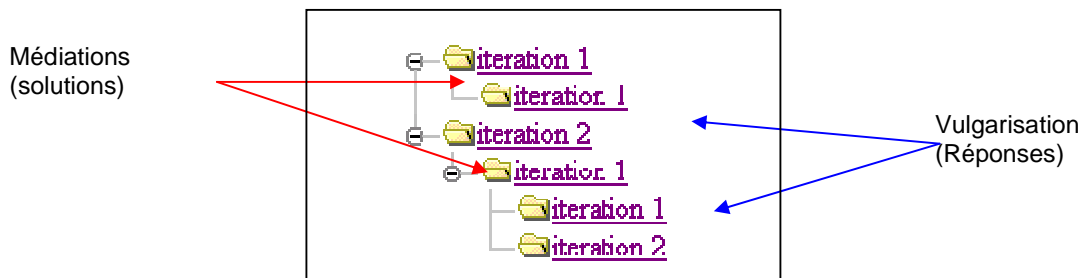 Médiations
(solutions)
iteration 1
iteration 1
iteration 2
iteration 1
iteration 1
iteration 2
Vulgarisation
(Réponses)